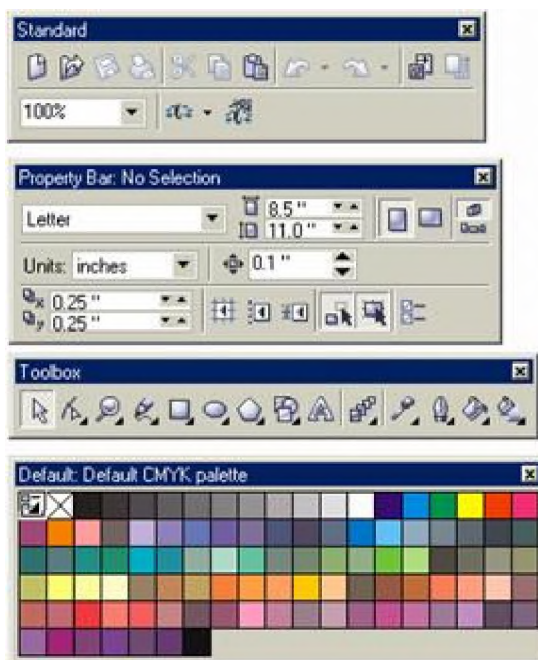 Standard
100%
Property Bar: No Selection
Letter
8.5 "
11.0 "
Units: inches
0.1 "
x 0.25 "
y 0.25 "
Toolbox
Default: Default CMYK palette